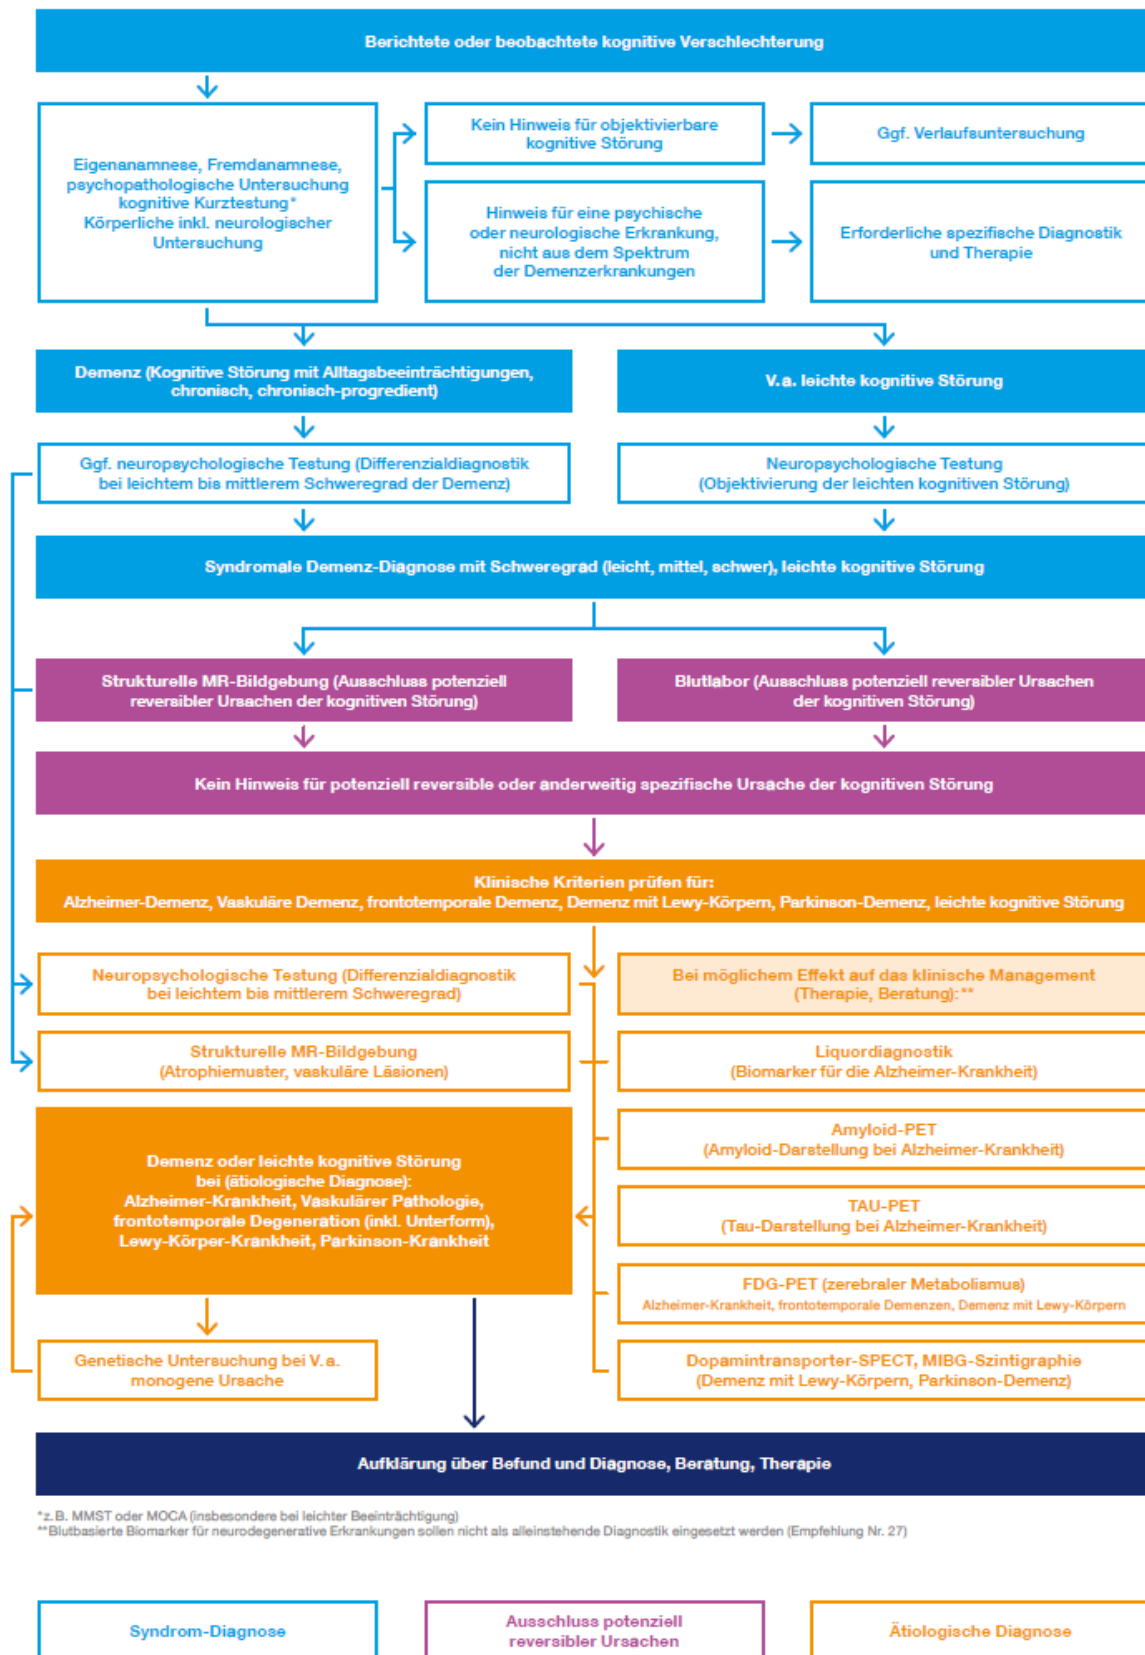 Berichtete oder beobachtete kognitive Verschlechterung
Eigenanamnese, Fremdanamnese,
psychopathologische Untersuchung
kognitive Kurztestung*
Körperliche inkl. neurologischer
Untersuchung
Kein Hinweis für objektivierbare
kognitive Störung
Ggf. Verlaufsuntersuchung
Hinweis für eine psychische
oder neurologische Erkrankung,
nicht aus dem Spektrum
der Demenzerkrankungen
Erforderliche spezifische Diagnostik
und Therapie
Demenz (Kognitive Störung mit Alltagsbeeinträchtigungen,
chronisch, chronisch-progredient)
V.a. leichte kognitive Störung
Ggf. neuropsychologische Testung (Differenzialdiagnostik
bei leichtem bis mittlerem Schweregrad der Demenz)
Neuropsychologische Testung
(Objektivierung der leichten kognitiven Störung)
Syndromale Demenz-Diagnose mit Schweregrad (leicht, mittel, schwer), leichte kognitive Störung
Strukturelle MR-Bildgebung (Ausschluss potenziell
reversibler Ursachen der kognitiven Störung)
Blutlabor (Ausschluss potenziell reversibler Ursachen
der kognitiven Störung)
Kein Hinweis für potenziell reversible oder anderweitig spezifische Ursache der kognitiven Störung
Klinische Kriterien prüfen für:
Alzheimer-Demenz, Vaskuläre Demenz, frontotemporale Demenz, Demenz mit Lewy-Körpern, Parkinson-Demenz, leichte kognitive Störung
Neuropsychologische Testung (Differenzialdiagnostik
bei leichtem bis mittlerem Schweregrad)
Bei möglichem Effekt auf das klinische Management
(Therapie, Beratung):**
Strukturelle MR-Bildgebung
(Atrophiemuster, vaskuläre Läsionen)
Liquordiagnostik
(Biomarker für die Alzheimer-Krankheit)
Demenz oder leichte kognitive Störung
bei (ätiologische Diagnose):
Alzheimer-Krankheit, Vaskulärer Pathologie,
frontotemporale Degeneration (inkl. Unterform),
Lewy-Körper-Krankheit, Parkinson-Krankheit
Amyloid-PET
(Amyloid-Darstellung bei Alzheimer-Krankheit)
TAU-PET
(Tau-Darstellung bei Alzheimer-Krankheit)
FDG-PET (zerebraler Metabolismus)
Alzheimer-Krankheit, frontotemporale Demenzen, Demenz mit Lewy-Körpern
Genetische Untersuchung bei V. a.
monogene Ursache
Dopamintransporter-SPECT, MIBG-Szintigraphie
(Demenz mit Lewy-Körpern, Parkinson-Demenz)
Aufklärung über Befund und Diagnose, Beratung, Therapie
*z. B. MMST oder MOCA (insbesondere bei leichter Beeinträchtigung)
**Blutbasierte Biomarker für neurodegenerative Erkrankungen sollen nicht als alleinstehende Diagnostik eingesetzt werden (Empfehlung Nr. 27)
Syndrom-Diagnose
Ausschluss potenziell
reversibler Ursachen
Ätiologische Diagnose